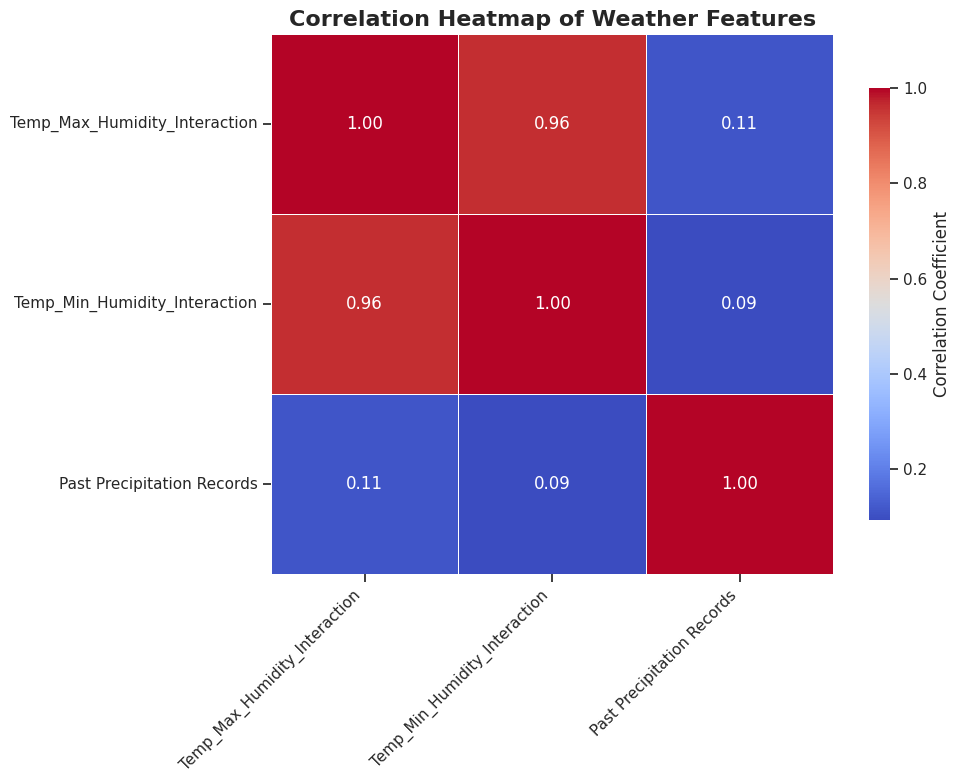 Correlation Heatmap of Weather Features
Temp_Max_Humidity_Interaction
1.00
0.96
0.11
Temp_Min_Humidity_Interaction
0.96
1.00
0.09
Past Precipitation Records
0.11
0.09
1.00
Temp_Max_Humidity_Interaction
Temp_Min_Humidity_Interaction
Past Precipitation Records
1.0
0.8
0.6
0.4
0.2
Correlation Coefficient